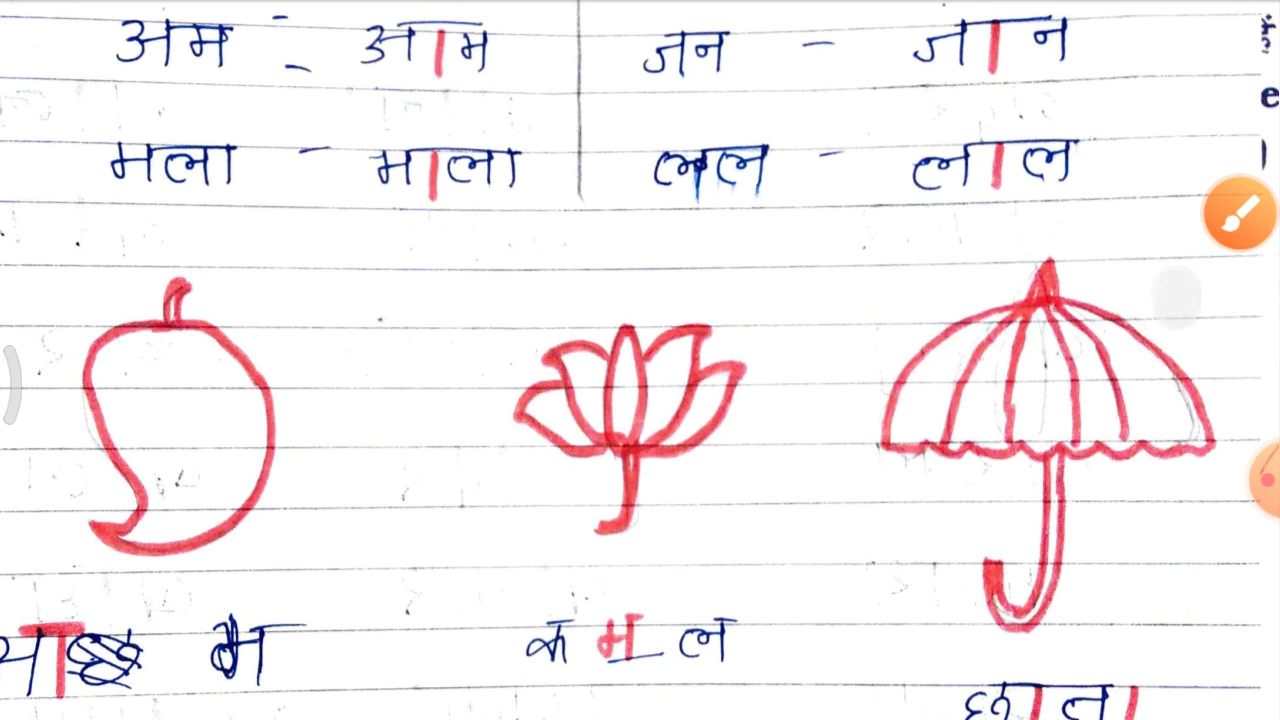 अम - आम जन - जान
मला - माला लल - लाल
कमल
छाता